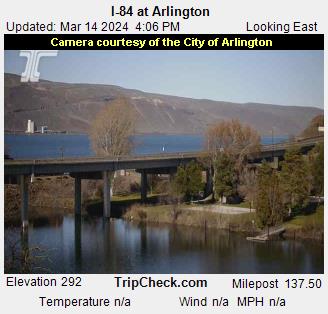 I-84 at Arlington
Updated: Mar 14 2024 4:06 PM Looking East
Camera courtesy of the City of Arlington
Elevation 292 TripCheck.com Milepost 137.50
Temperature n/a Wind n/a MPH n/a